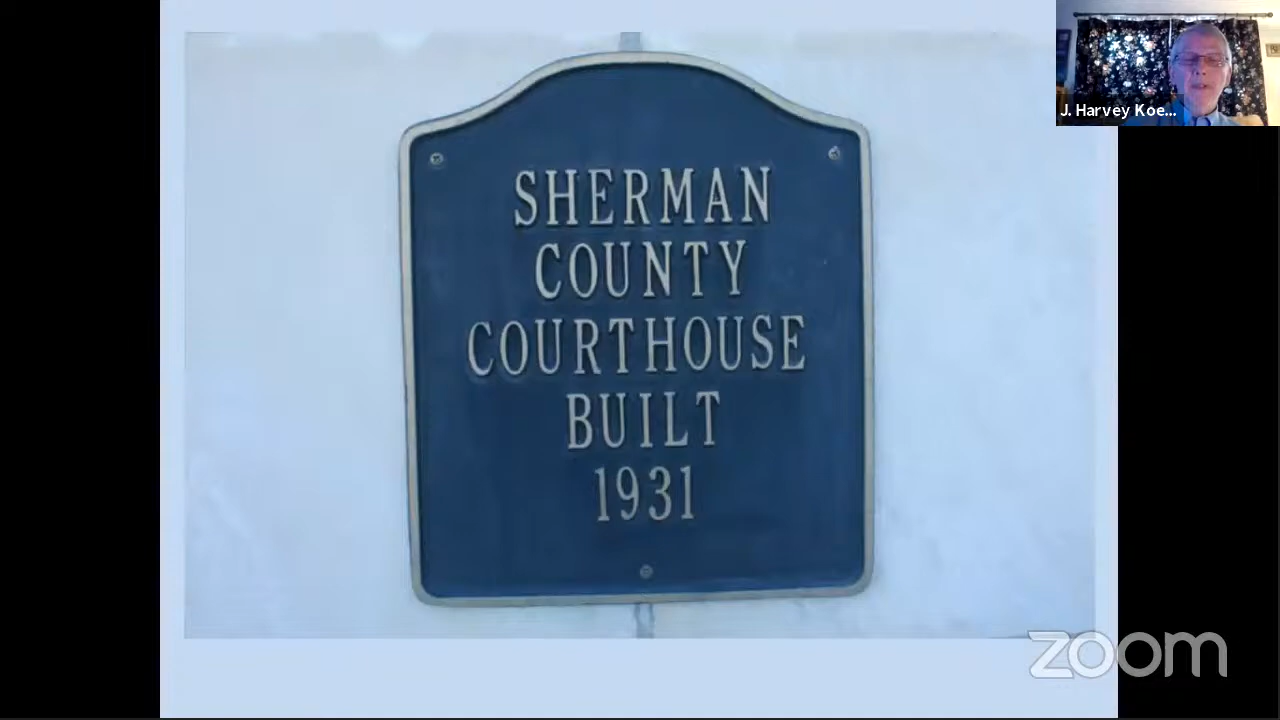 J. Harvey Koe...
SHERMAN
COUNTY
COURTHOUSE
BUILT
1931
zoom